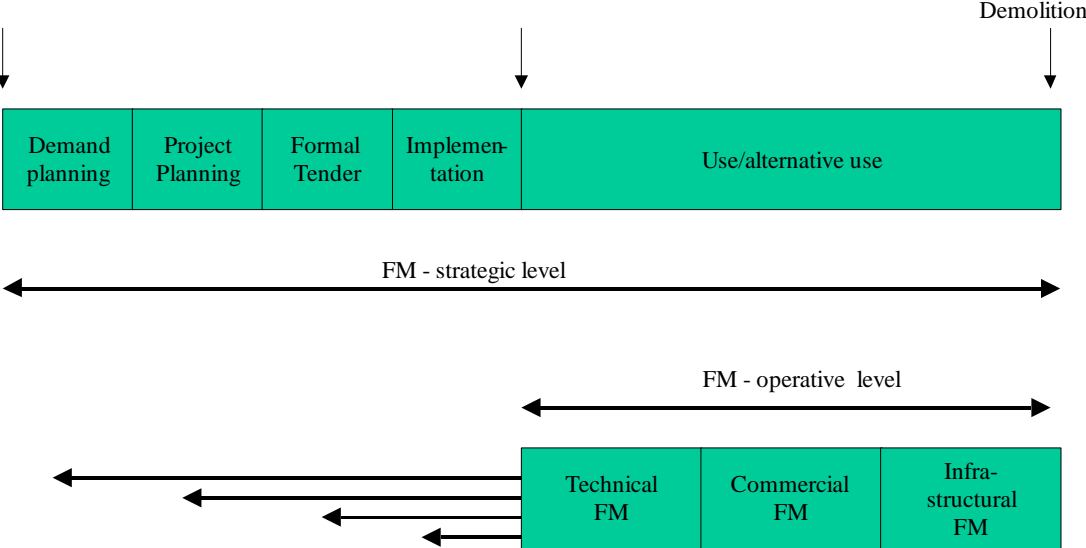 Demolition
Demand
planning
Project
Planning
Formal
Tender
Implemen-
tation
Use/alternative use
FM - strategic level
FM - operative level
Technical
FM
Commercial
FM
Infra-
structural
FM